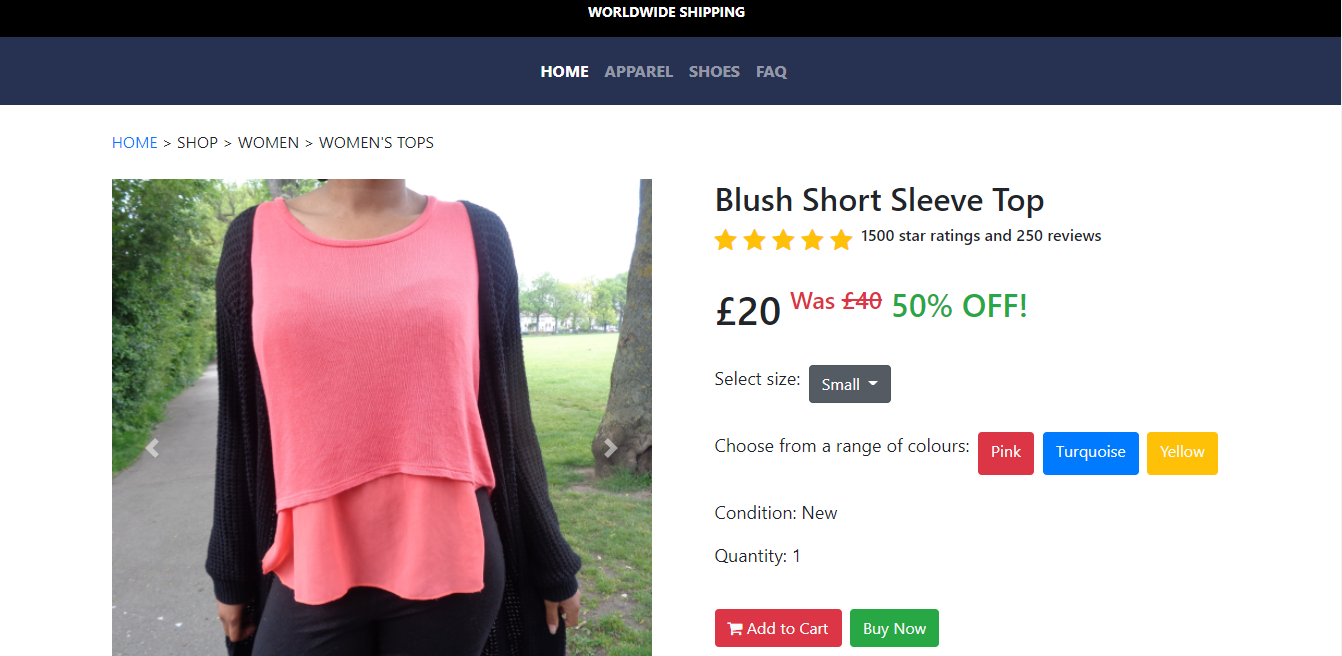 WORLDWIDE SHIPPING
HOME APPAREL SHOES FAQ
HOME > SHOP > WOMEN > WOMEN'S TOPS
Blush Short Sleeve Top
1500 star ratings and 250 reviews
£20 Was £40 50% OFF!
Select size: Small
Choose from a range of colours: Pink Turquoise Yellow
Condition: New
Quantity: 1
Add to Cart Buy Now